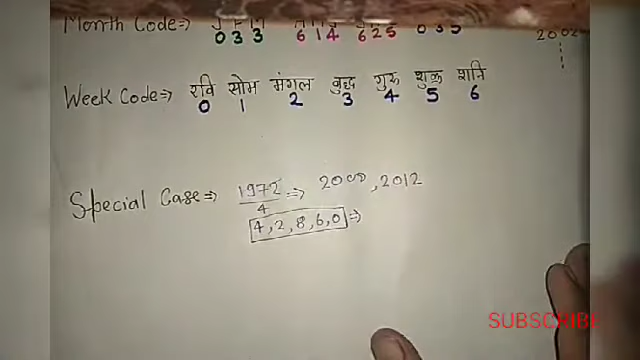 Month Code⇒ 0 3 3 6 1 4 6 2 5 0 3 5
Week Code⇒ रवि सोम मंगल बुद्ध गुरु शुक्र शनि
0 1 2 3 4 5 6
Special Case⇒ 1972/4 ⇒ 2000, 2012
4, 2, 8, 6, 0 ⇒
SUBSCRIBE